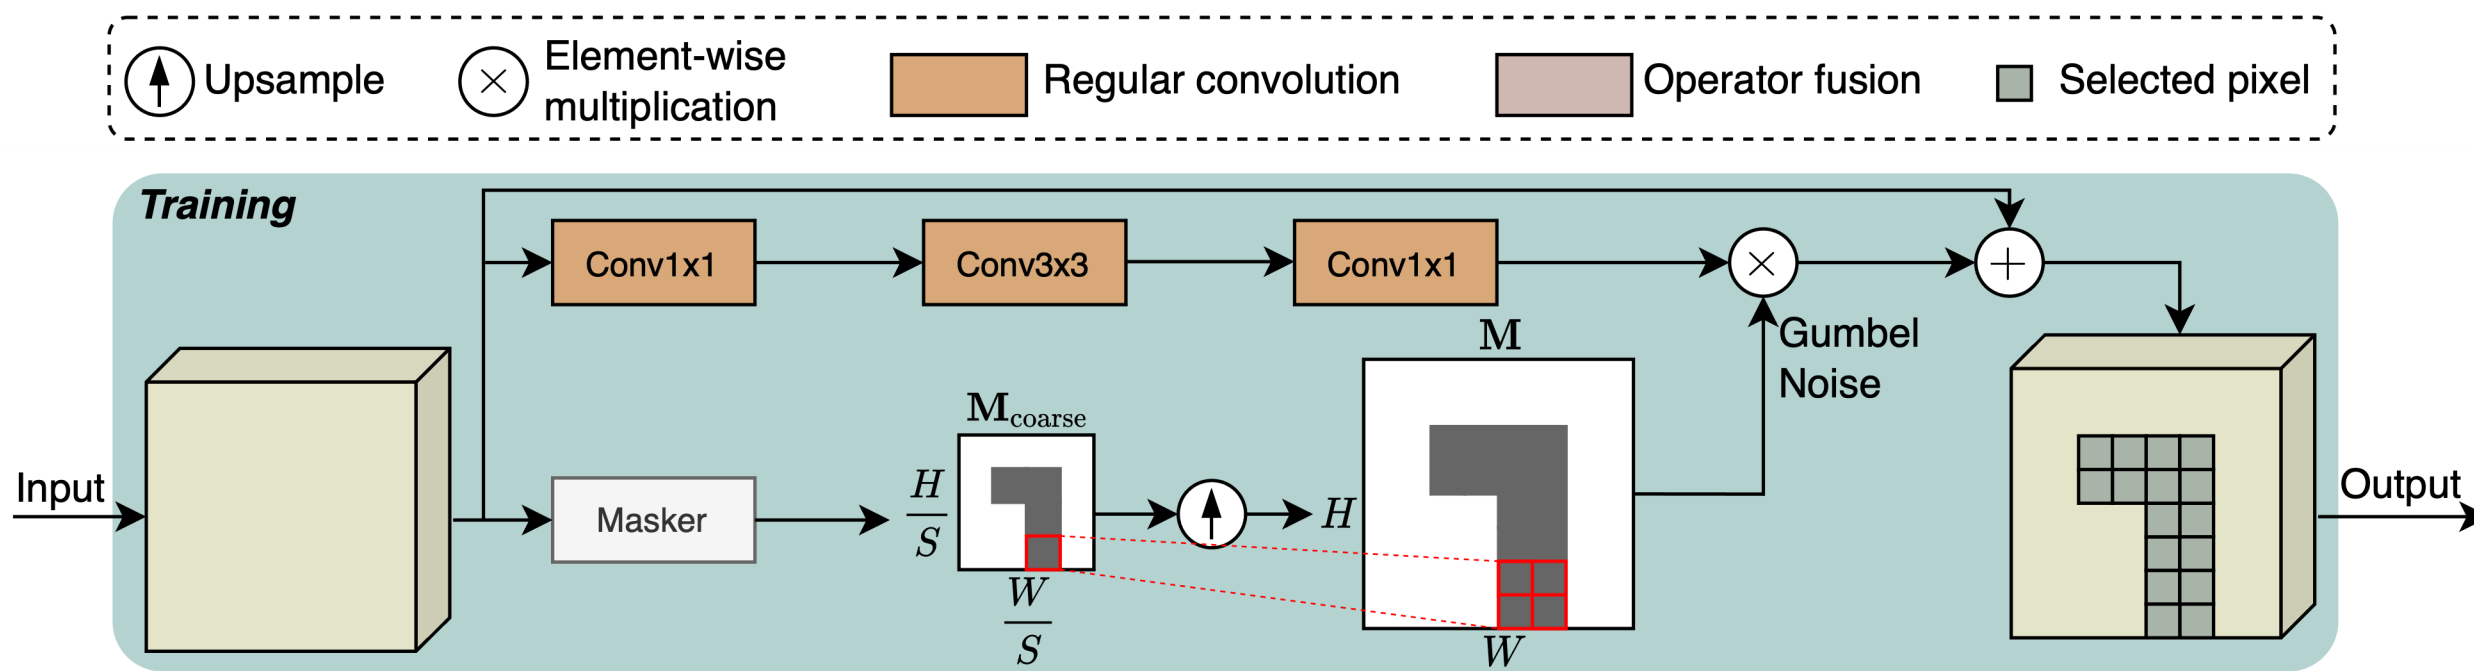 Upsample
Element-wise
multiplication
Regular convolution
Operator fusion
Selected pixel
Training
Conv1x1
Conv3x3
Conv1x1
Gumbel
Noise
M
M_coarse
Input
Masker
H
S
W
S
H
W
Output